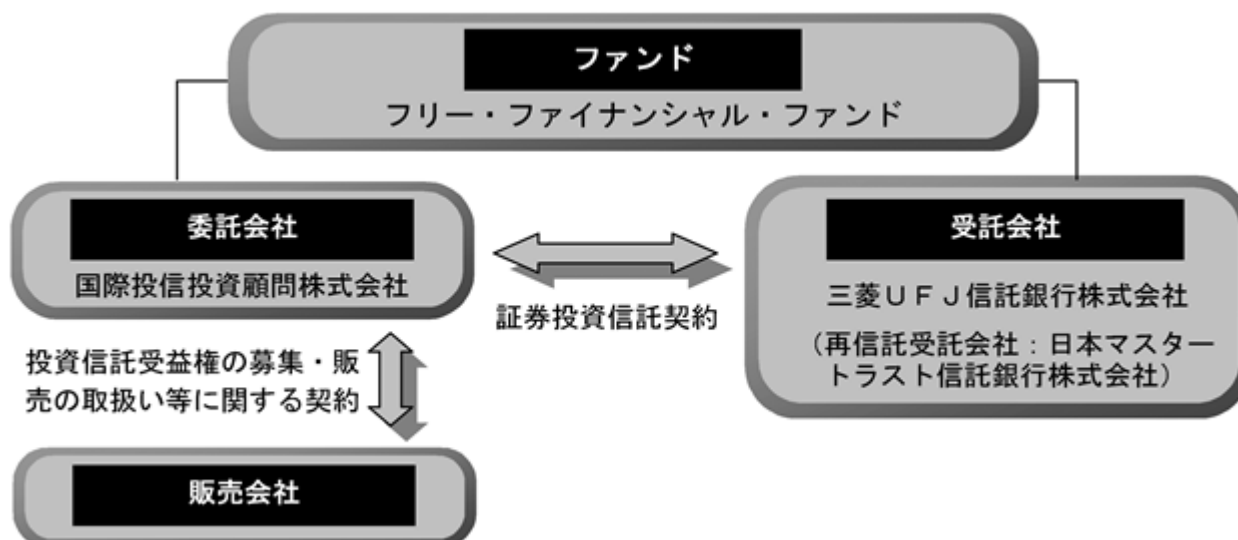 ファンド
フリー・ファイナンシャル・ファンド
委託会社
国際投信投資顧問株式会社
証券投資信託契約
受託会社
三菱ＵＦＪ信託銀行株式会社
（再信託受託会社：日本マスター
トラスト信託銀行株式会社）
投資信託受益権の募集・販
売の取扱い等に関する契約
販売会社